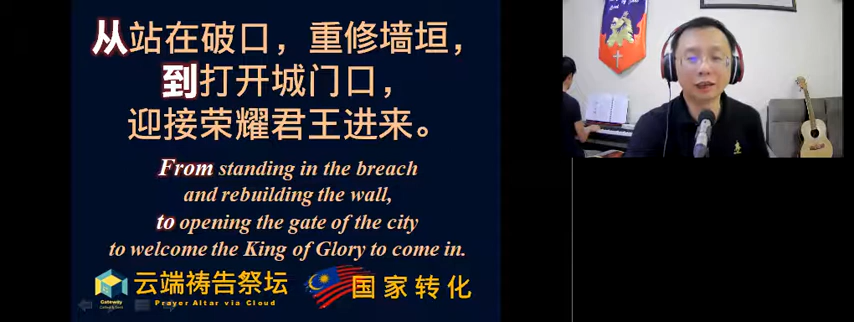 从站在破口，重修墙垣，
到打开城门口，
迎接荣耀君王进来。
From standing in the breach
and rebuilding the wall,
to opening the gate of the city
to welcome the King of Glory to come in.
云端祷告祭坛
Prayer Altar via Cloud
Gateway
国家转化